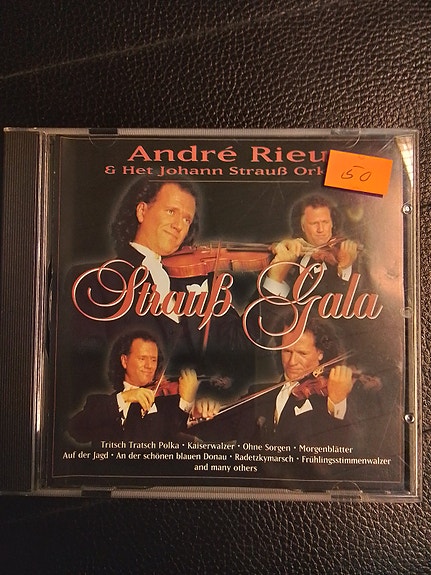 André Rieu
& Het Johann Strauß Ork
50
Strauß Gala
Tritsch Tratsch Polka • Kaiserwalzer • Ohne Sorgen • Morgenblätter
Auf der Jagd • An der schönen blauen Donau • Radetzkymarsch • Frühlingsstimmenwalzer
and many others